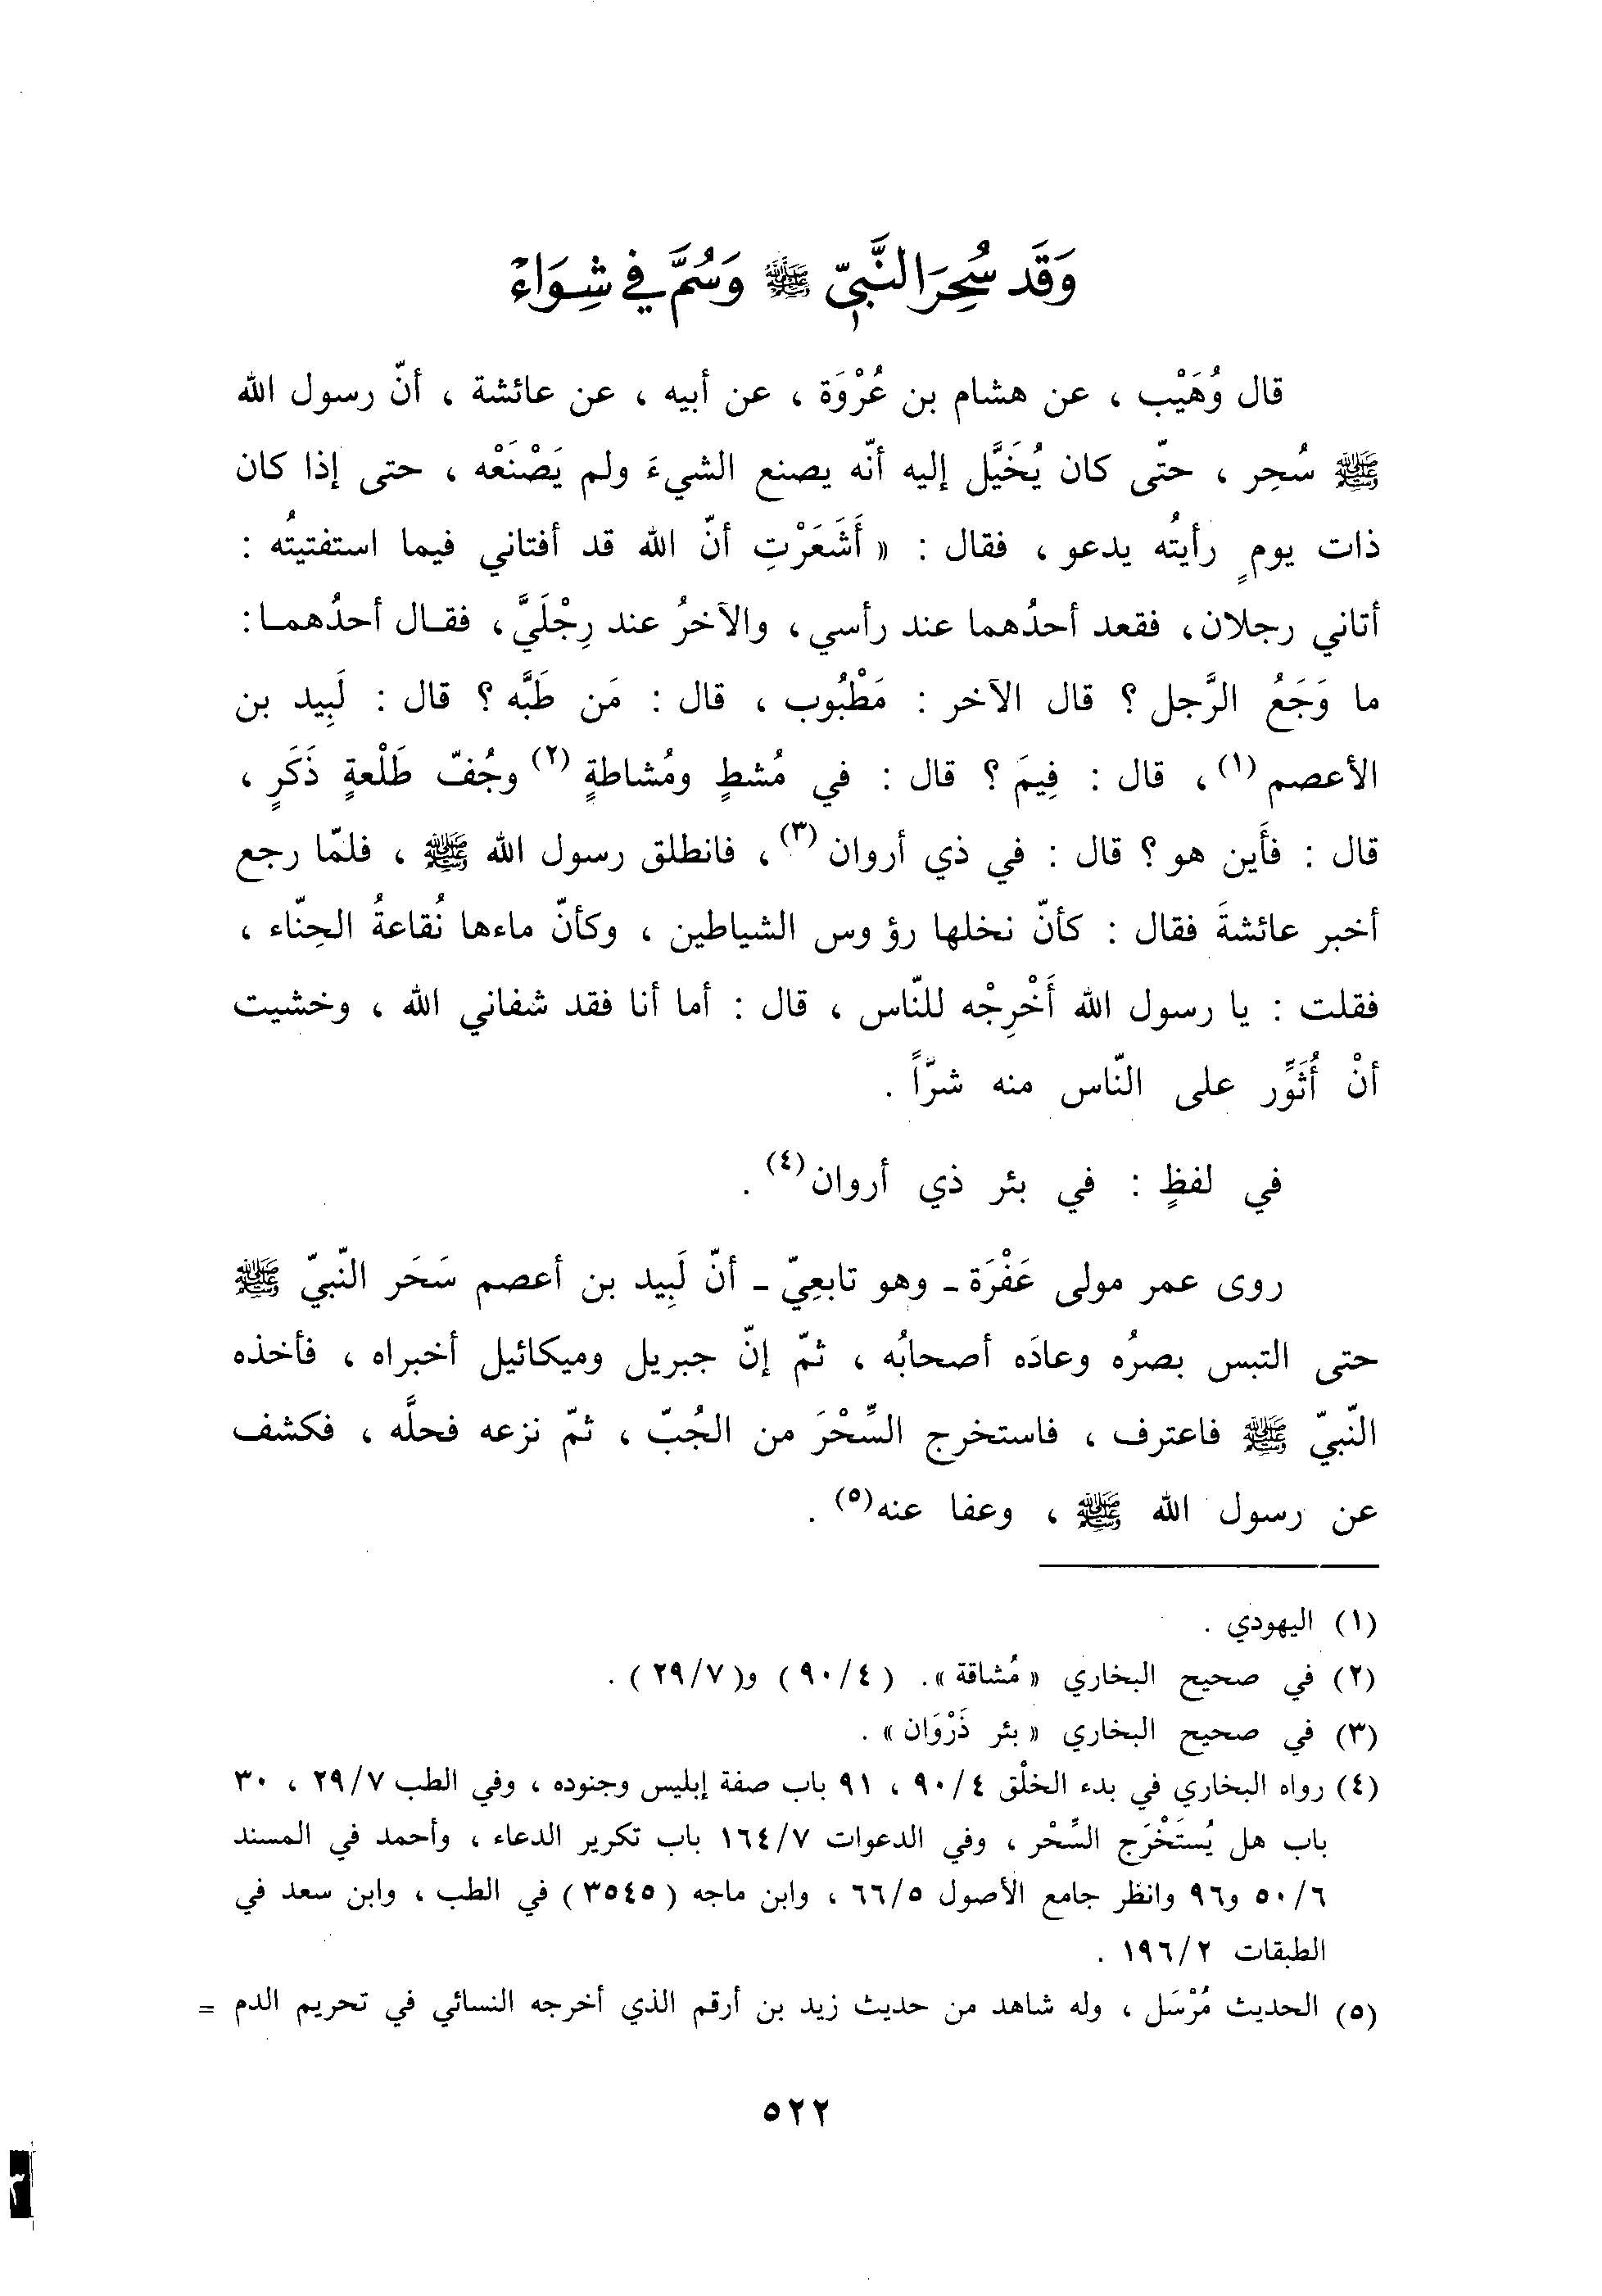 وَقَد سُحِرَ النَّبِيّ ﷺ وَسُمَّ في شِوَاء
قال وُهَيْب ، عن هشام بن عُرْوَة ، عن أبيه ، عن عائشة ، أنّ رسول الله
ﷺ سُحِر ، حتّى كان يُخَيَّل إليه أنّه يصنع الشيءَ ولم يَصْنَعْه ، حتى إذا كان
ذات يومٍ رأيتُه يدعو ، فقال : « أَشَعَرْتِ أنّ الله قد أفتاني فيما استفتيتُه :
أتاني رجلان، فقعد أحدُهما عند رأسي، والآخرُ عند رِجْلَيَّ، فقال أحدُهما:
ما وَجَعُ الرَّجل ؟ قال الآخر : مَطْبُوب ، قال : مَن طَبَّه ؟ قال : لَبِيد بن
الأعصم (١) ، قال : فِيمَ ؟ قال : في مُشطٍ ومُشاطةٍ (٢) وجُفّ طَلْعةٍ ذَكَرٍ ،
قال : فأَين هو ؟ قال : في ذي أروان (٣) ، فانطلق رسول الله ﷺ ، فلمّا رجع
أخبر عائشةَ فقال : كأنّ نخلها رؤوس الشياطين ، وكأنّ ماءها نُقاعةُ الحِنّاء ،
فقلت : يا رسول الله أَخْرِجْه للنّاس ، قال : أما أنا فقد شفاني الله ، وخشيت
أنْ أُثَوِّر على النّاس منه شرّاً .
في لفظٍ : في بئر ذي أروان (٤) .
روى عمر مولى عَفْرَة ـ وهو تابعِيّ ـ أنّ لَبِيد بن أعصم سَحَر النّبيّ ﷺ
حتى التبس بصرُه وعادَه أصحابُه ، ثمّ إنّ جبريل وميكائيل أخبراه ، فأخذه
النّبيّ ﷺ فاعترف ، فاستخرج السِّحْرَ من الجُبّ ، ثمّ نزعه فحلَّه ، فكشف
عن رسول الله ﷺ ، وعفا عنه (٥) .
(١) اليهودي .
(٢) في صحيح البخاري « مُشاقة ». ( ٩٠/٤ ) و( ٢٩/٧ ) .
(٣) في صحيح البخاري « بئر ذَرْوَان » .
(٤) رواه البخاري في بدء الخلْق ٩٠/٤ ، ٩١ باب صفة إبليس وجنوده ، وفي الطب ٢٩/٧ ، ٣٠
باب هل يُستَخْرَج السِّحْر ، وفي الدعوات ١٦٤/٧ باب تكرير الدعاء ، وأحمد في المسند
٥٠/٦ و٩٦ وانظر جامع الأصول ٦٦/٥ ، وابن ماجه ( ٣٥٤٥ ) في الطب ، وابن سعد في
الطبقات ١٩٦/٢ .
(٥) الحديث مُرْسَل ، وله شاهد من حديث زيد بن أرقم الذي أخرجه النسائي في تحريم الدم =
٥٢٢